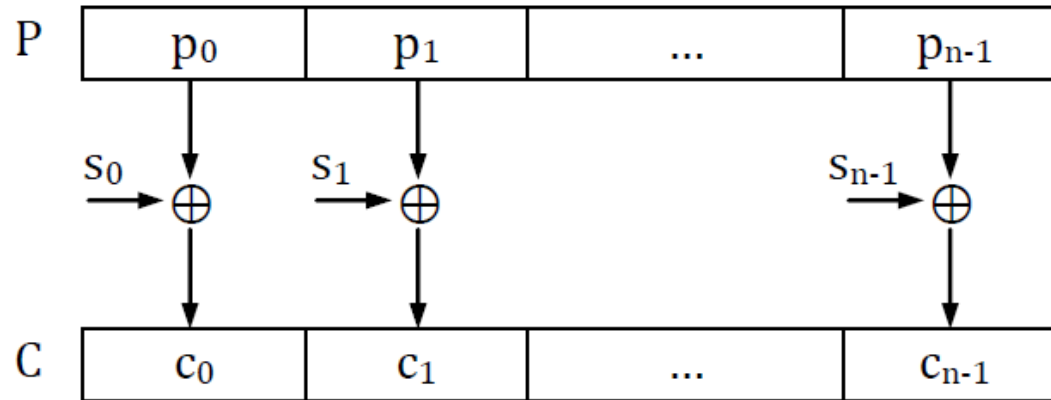 P p₀ p₁ ... pₙ₋₁
s₀ s₁ sₙ₋₁
C c₀ c₁ ... cₙ₋₁